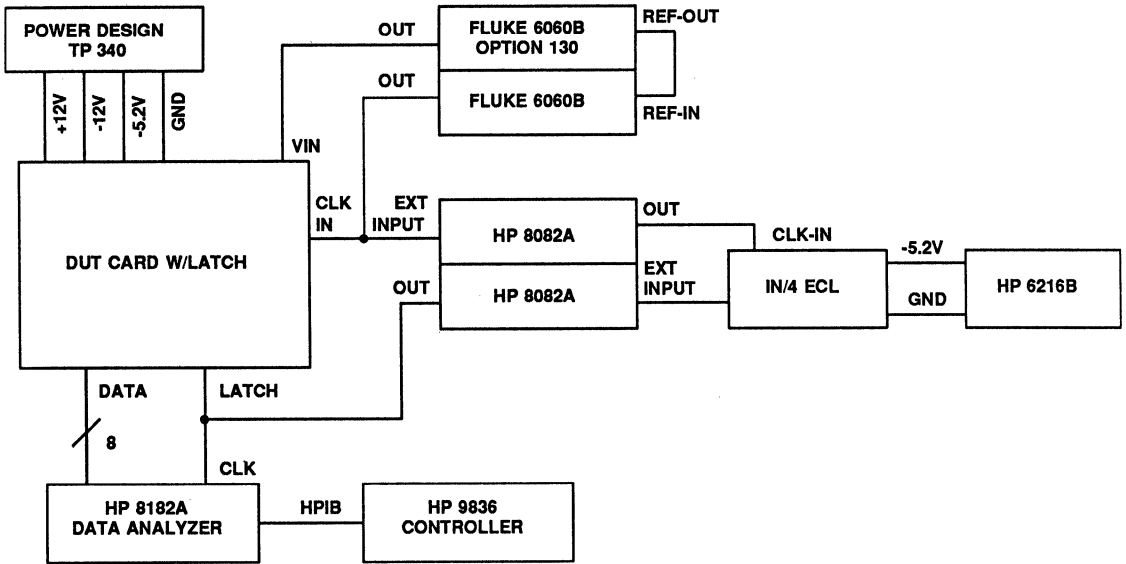 POWER DESIGN
TP 340
+12V
-12V
-5.2V
GND
OUT
FLUKE 6060B
OPTION 130
REF-OUT
OUT
FLUKE 6060B
REF-IN
VIN
CLK
IN
EXT
INPUT
DUT CARD W/LATCH
HP 8082A
OUT
CLK-IN
OUT
HP 8082A
EXT
INPUT
IN/4 ECL
-5.2V
GND
HP 6216B
DATA
LATCH
8
CLK
HP 8182A
DATA ANALYZER
HPIB
HP 9836
CONTROLLER